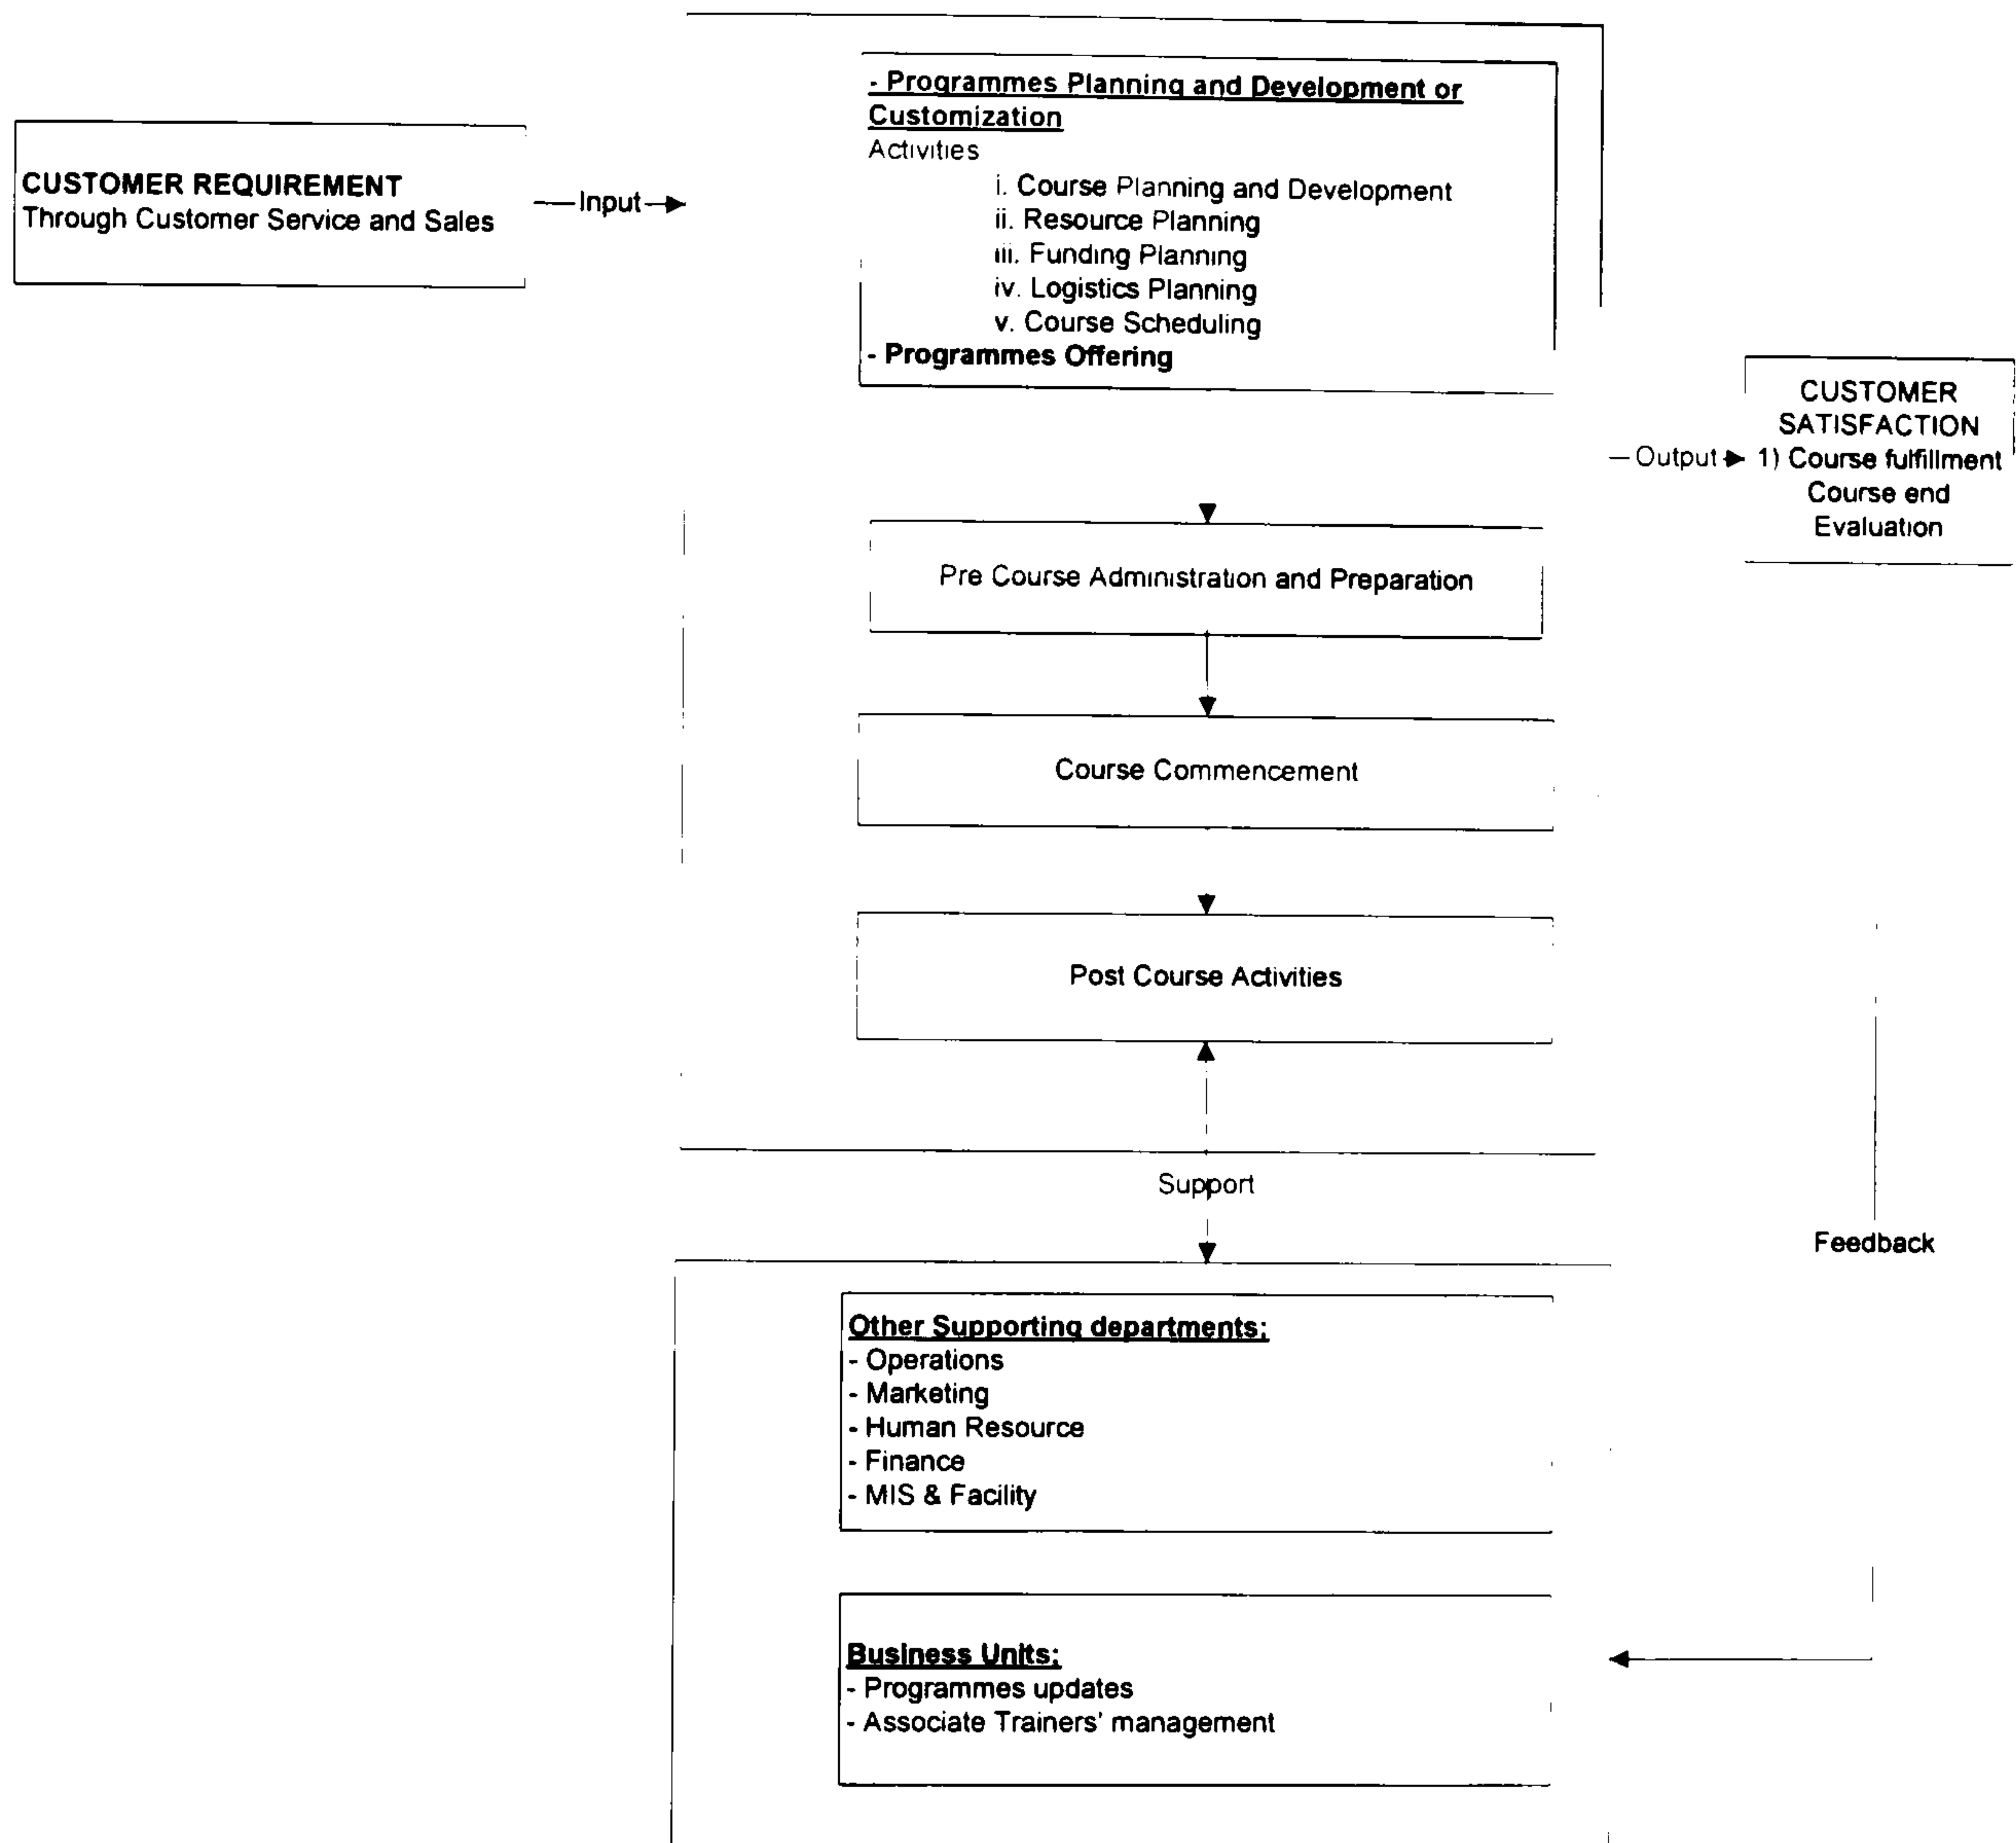 - Programmes Planning and Development or
Customization
Activities
i. Course Planning and Development
ii. Resource Planning
iii. Funding Planning
iv. Logistics Planning
v. Course Scheduling
- Programmes Offering
CUSTOMER REQUIREMENT
Through Customer Service and Sales
Input
Output
CUSTOMER
SATISFACTION
1) Course fulfillment
Course end
Evaluation
Pre Course Administration and Preparation
Course Commencement
Post Course Activities
Support
Feedback
Other Supporting departments:
- Operations
- Marketing
- Human Resource
- Finance
- MIS & Facility
Business Units:
- Programmes updates
- Associate Trainers' management